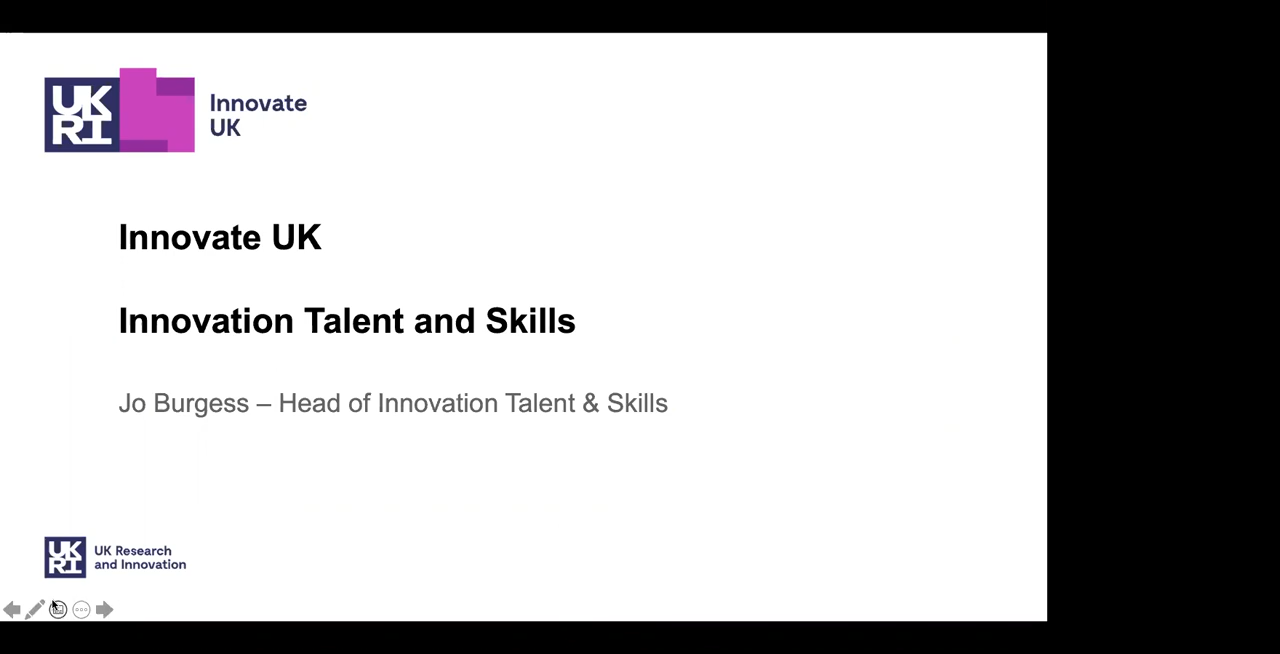 UK
RI
Innovate
UK
Innovate UK
Innovation Talent and Skills
Jo Burgess – Head of Innovation Talent & Skills
UK
RI
UK Research
and Innovation